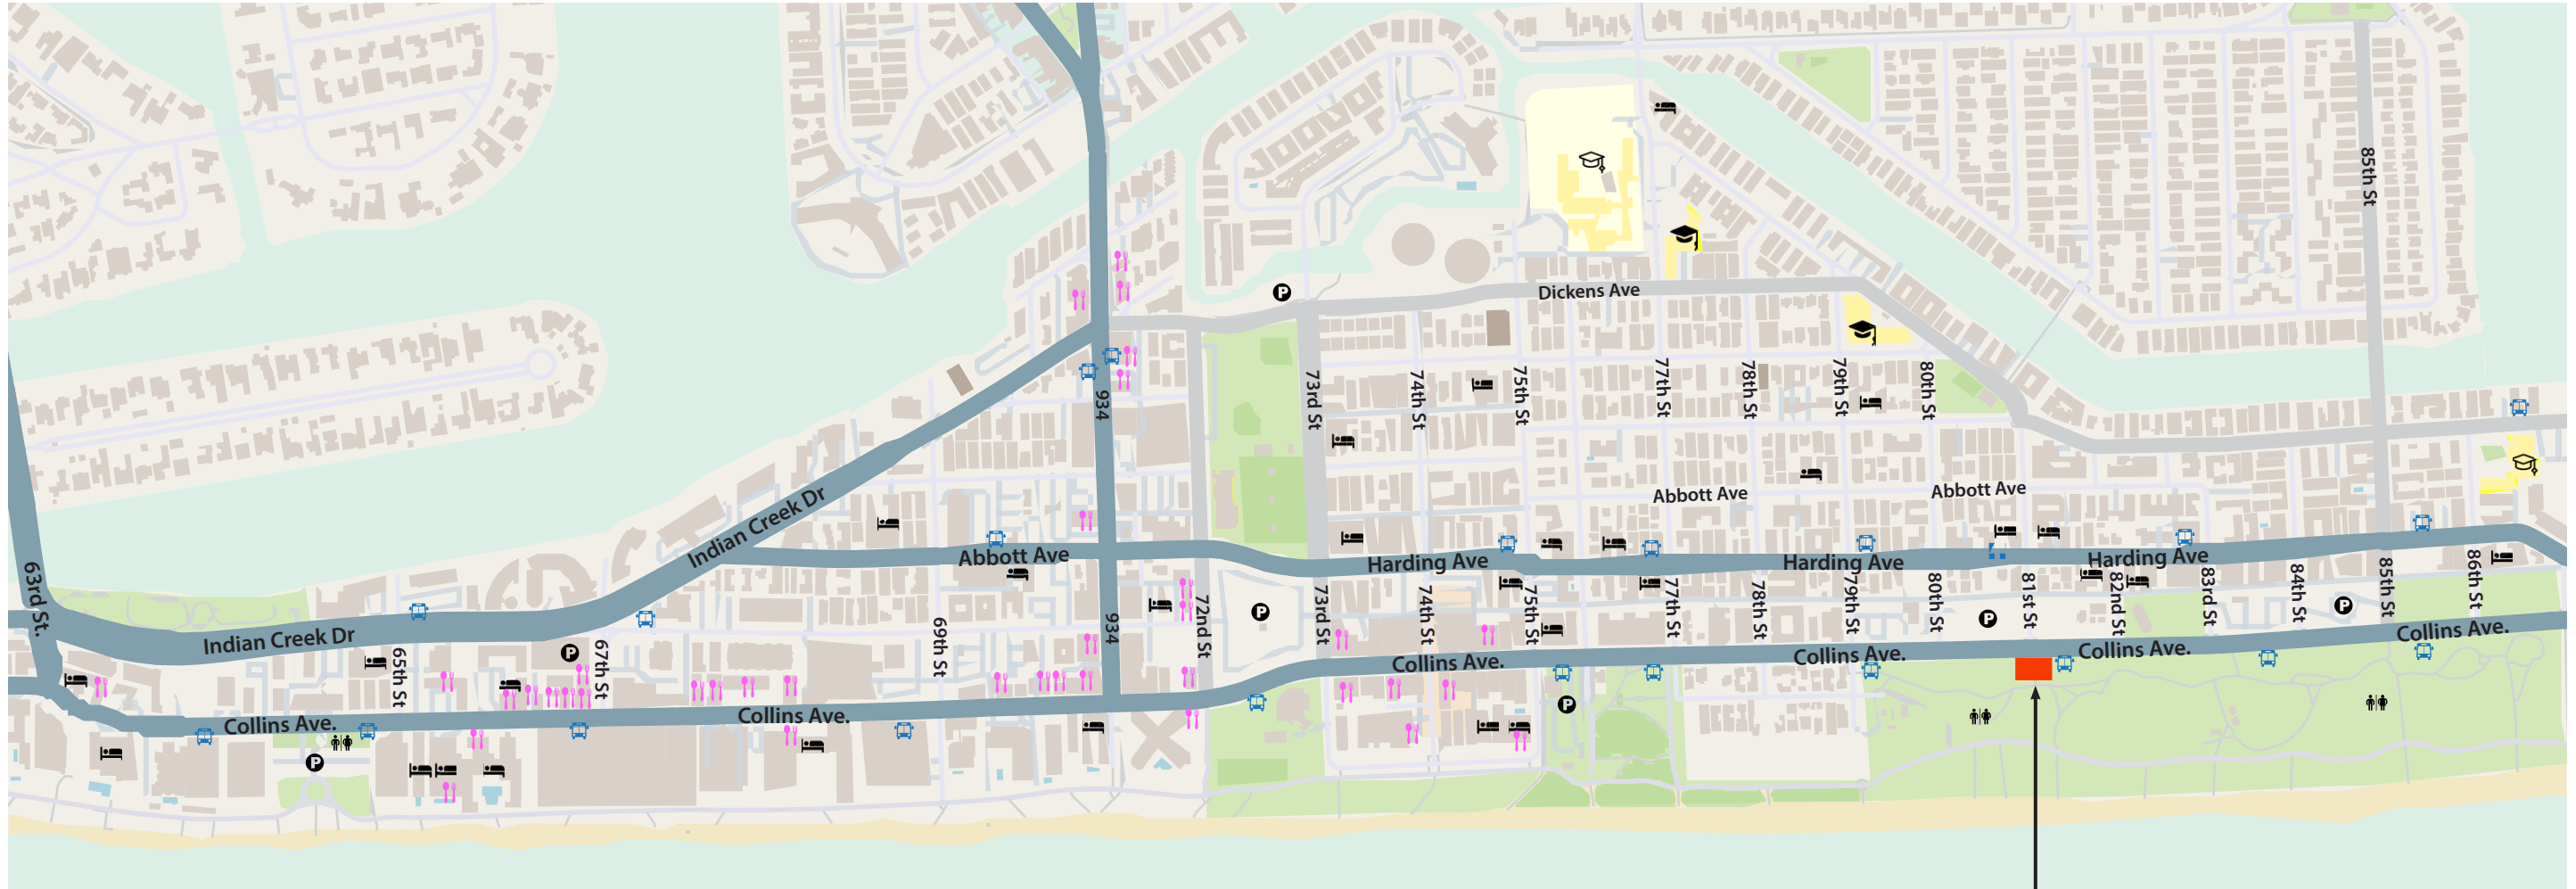 85th St
P
Dickens Ave
934
73rd St
74th St
75th St
77th St
78th St
79th St
80th St
Indian Creek Dr
Abbott Ave
Abbott Ave
Abbott Ave
Harding Ave
Harding Ave
Harding Ave
63rd St.
Indian Creek Dr
65th St
P
67th St
69th St
934
72nd St
P
73rd St
74th St
75th St
77th St
78th St
79th St
80th St
P
81st St
82nd St
83rd St
84th St
P
85th St
86th St
Collins Ave.
Collins Ave.
Collins Ave.
Collins Ave.
Collins Ave.
Collins Ave.
P
P